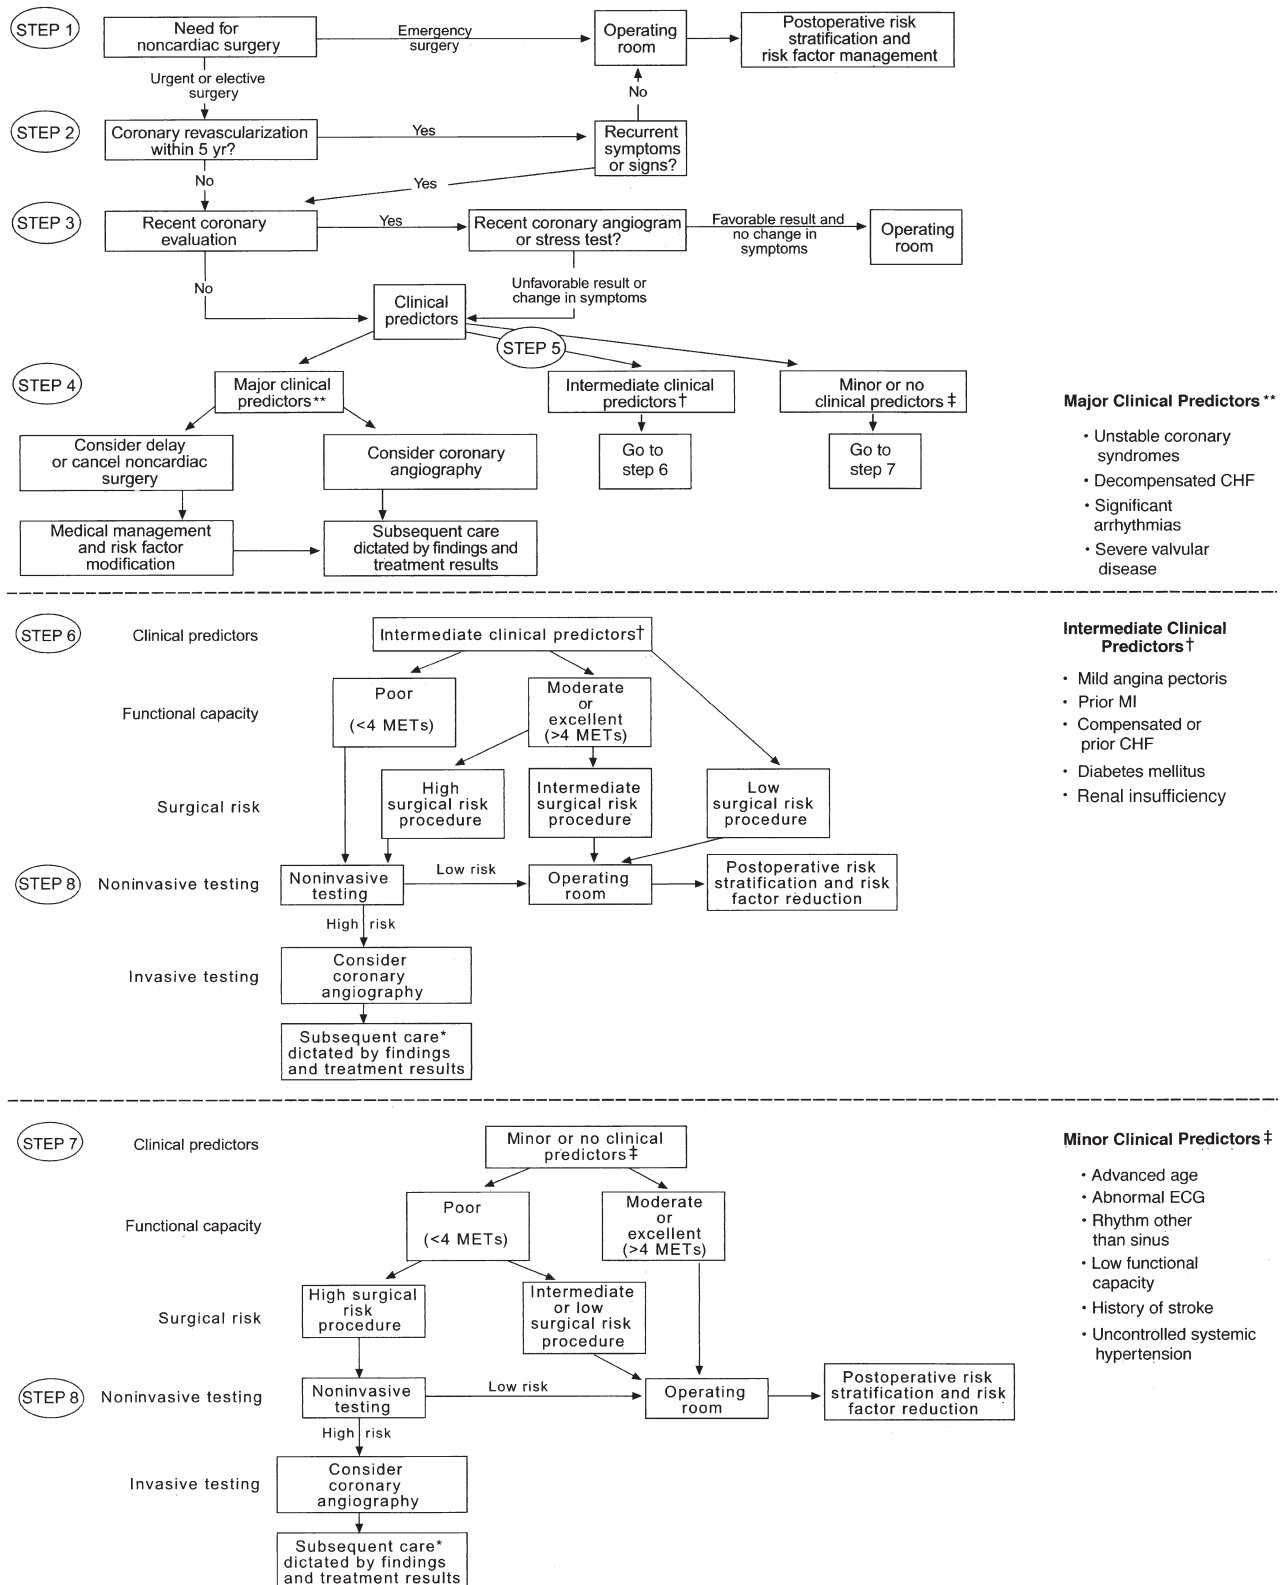 STEP 1
Need for
noncardiac surgery
Emergency
surgery
Operating
room
Postoperative risk
stratification and
risk factor management
Urgent or elective
surgery
No
STEP 2
Coronary revascularization
within 5 yr?
Yes
Recurrent
symptoms
or signs?
No
Yes
STEP 3
Recent coronary
evaluation
Yes
Recent coronary angiogram
or stress test?
Favorable result and
no change in
symptoms
Operating
room
No
Unfavorable result or
change in symptoms
Clinical
predictors
STEP 5
STEP 4
Major clinical
predictors**
Intermediate clinical
predictors†
Minor or no
clinical predictors‡
Consider delay
or cancel noncardiac
surgery
Consider coronary
angiography
Go to
step 6
Go to
step 7
Medical management
and risk factor
modification
Subsequent care
dictated by findings and
treatment results
Major Clinical Predictors**
• Unstable coronary
syndromes
• Decompensated CHF
• Significant
arrhythmias
• Severe valvular
disease
STEP 6
Clinical predictors
Intermediate clinical predictors†
Functional capacity
Poor
(<4 METs)
Moderate
or
excellent
(>4 METs)
Surgical risk
High
surgical risk
procedure
Intermediate
surgical risk
procedure
Low
surgical risk
procedure
STEP 8
Noninvasive testing
Noninvasive
testing
Low risk
Operating
room
Postoperative risk
stratification and risk
factor reduction
High risk
Invasive testing
Consider
coronary
angiography
Subsequent care*
dictated by findings
and treatment results
Intermediate Clinical
Predictors†
• Mild angina pectoris
• Prior MI
• Compensated or
prior CHF
• Diabetes mellitus
• Renal insufficiency
STEP 7
Clinical predictors
Minor or no clinical
predictors‡
Functional capacity
Poor
(<4 METs)
Moderate
or
excellent
(>4 METs)
Surgical risk
High surgical
risk
procedure
Intermediate
or low
surgical risk
procedure
STEP 8
Noninvasive testing
Noninvasive
testing
Low risk
Operating
room
Postoperative risk
stratification and risk
factor reduction
High risk
Invasive testing
Consider
coronary
angiography
Subsequent care*
dictated by findings
and treatment results
Minor Clinical Predictors‡
• Advanced age
• Abnormal ECG
• Rhythm other
than sinus
• Low functional
capacity
• History of stroke
• Uncontrolled systemic
hypertension